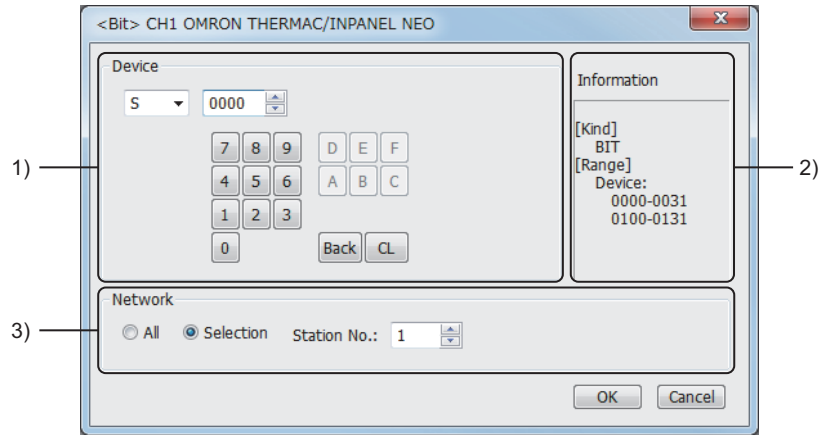 <Bit> CH1 OMRON THERMAC/INPANEL NEO
x
Device
S 0000
7 8 9 D E F
4 5 6 A B C
1 2 3
0 Back CL
1)
Information
[Kind]
BIT
[Range]
Device:
0000-0031
0100-0131
2)
Network
3)
All Selection Station No.: 1
OK Cancel